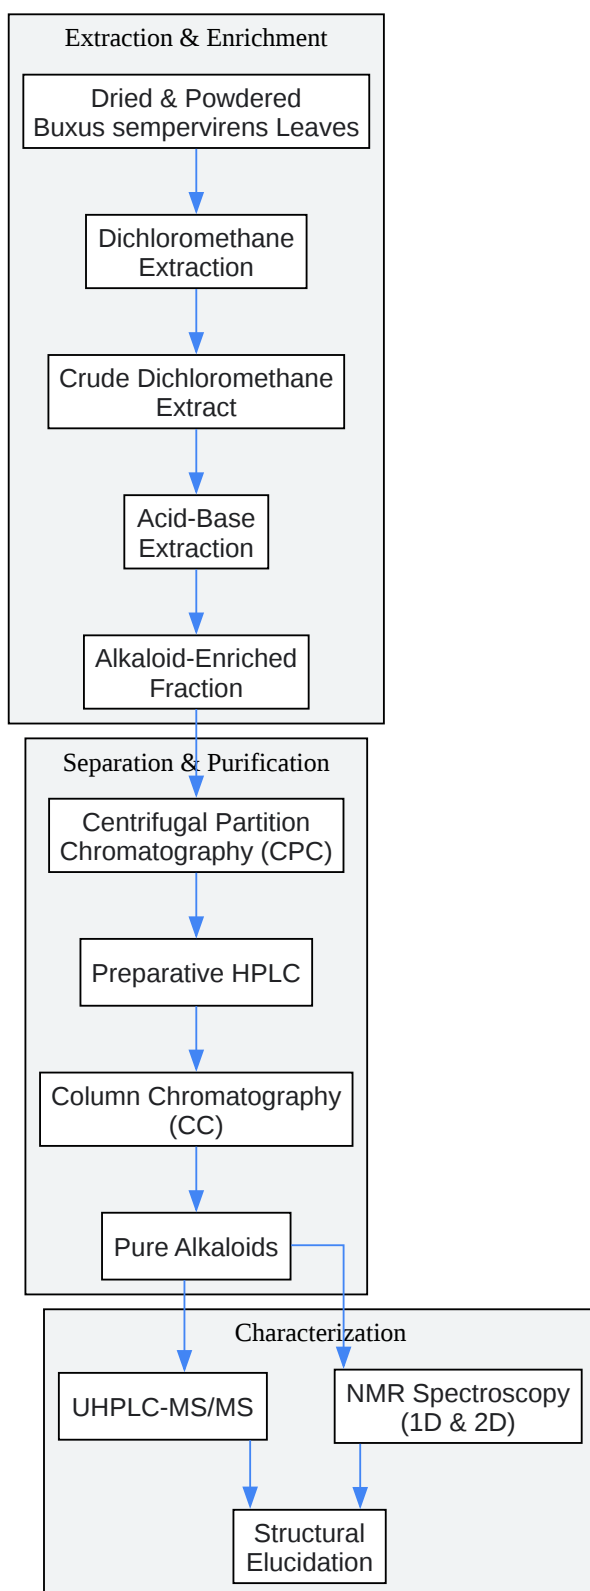 Extraction & Enrichment
Dried & Powdered
Buxus sempervirens Leaves
Dichloromethane
Extraction
Crude Dichloromethane
Extract
Acid-Base
Extraction
Alkaloid-Enriched
Fraction
Separation & Purification
Centrifugal Partition
Chromatography (CPC)
Preparative HPLC
Column Chromatography
(CC)
Pure Alkaloids
Characterization
UHPLC-MS/MS
NMR Spectroscopy
(1D & 2D)
Structural
Elucidation